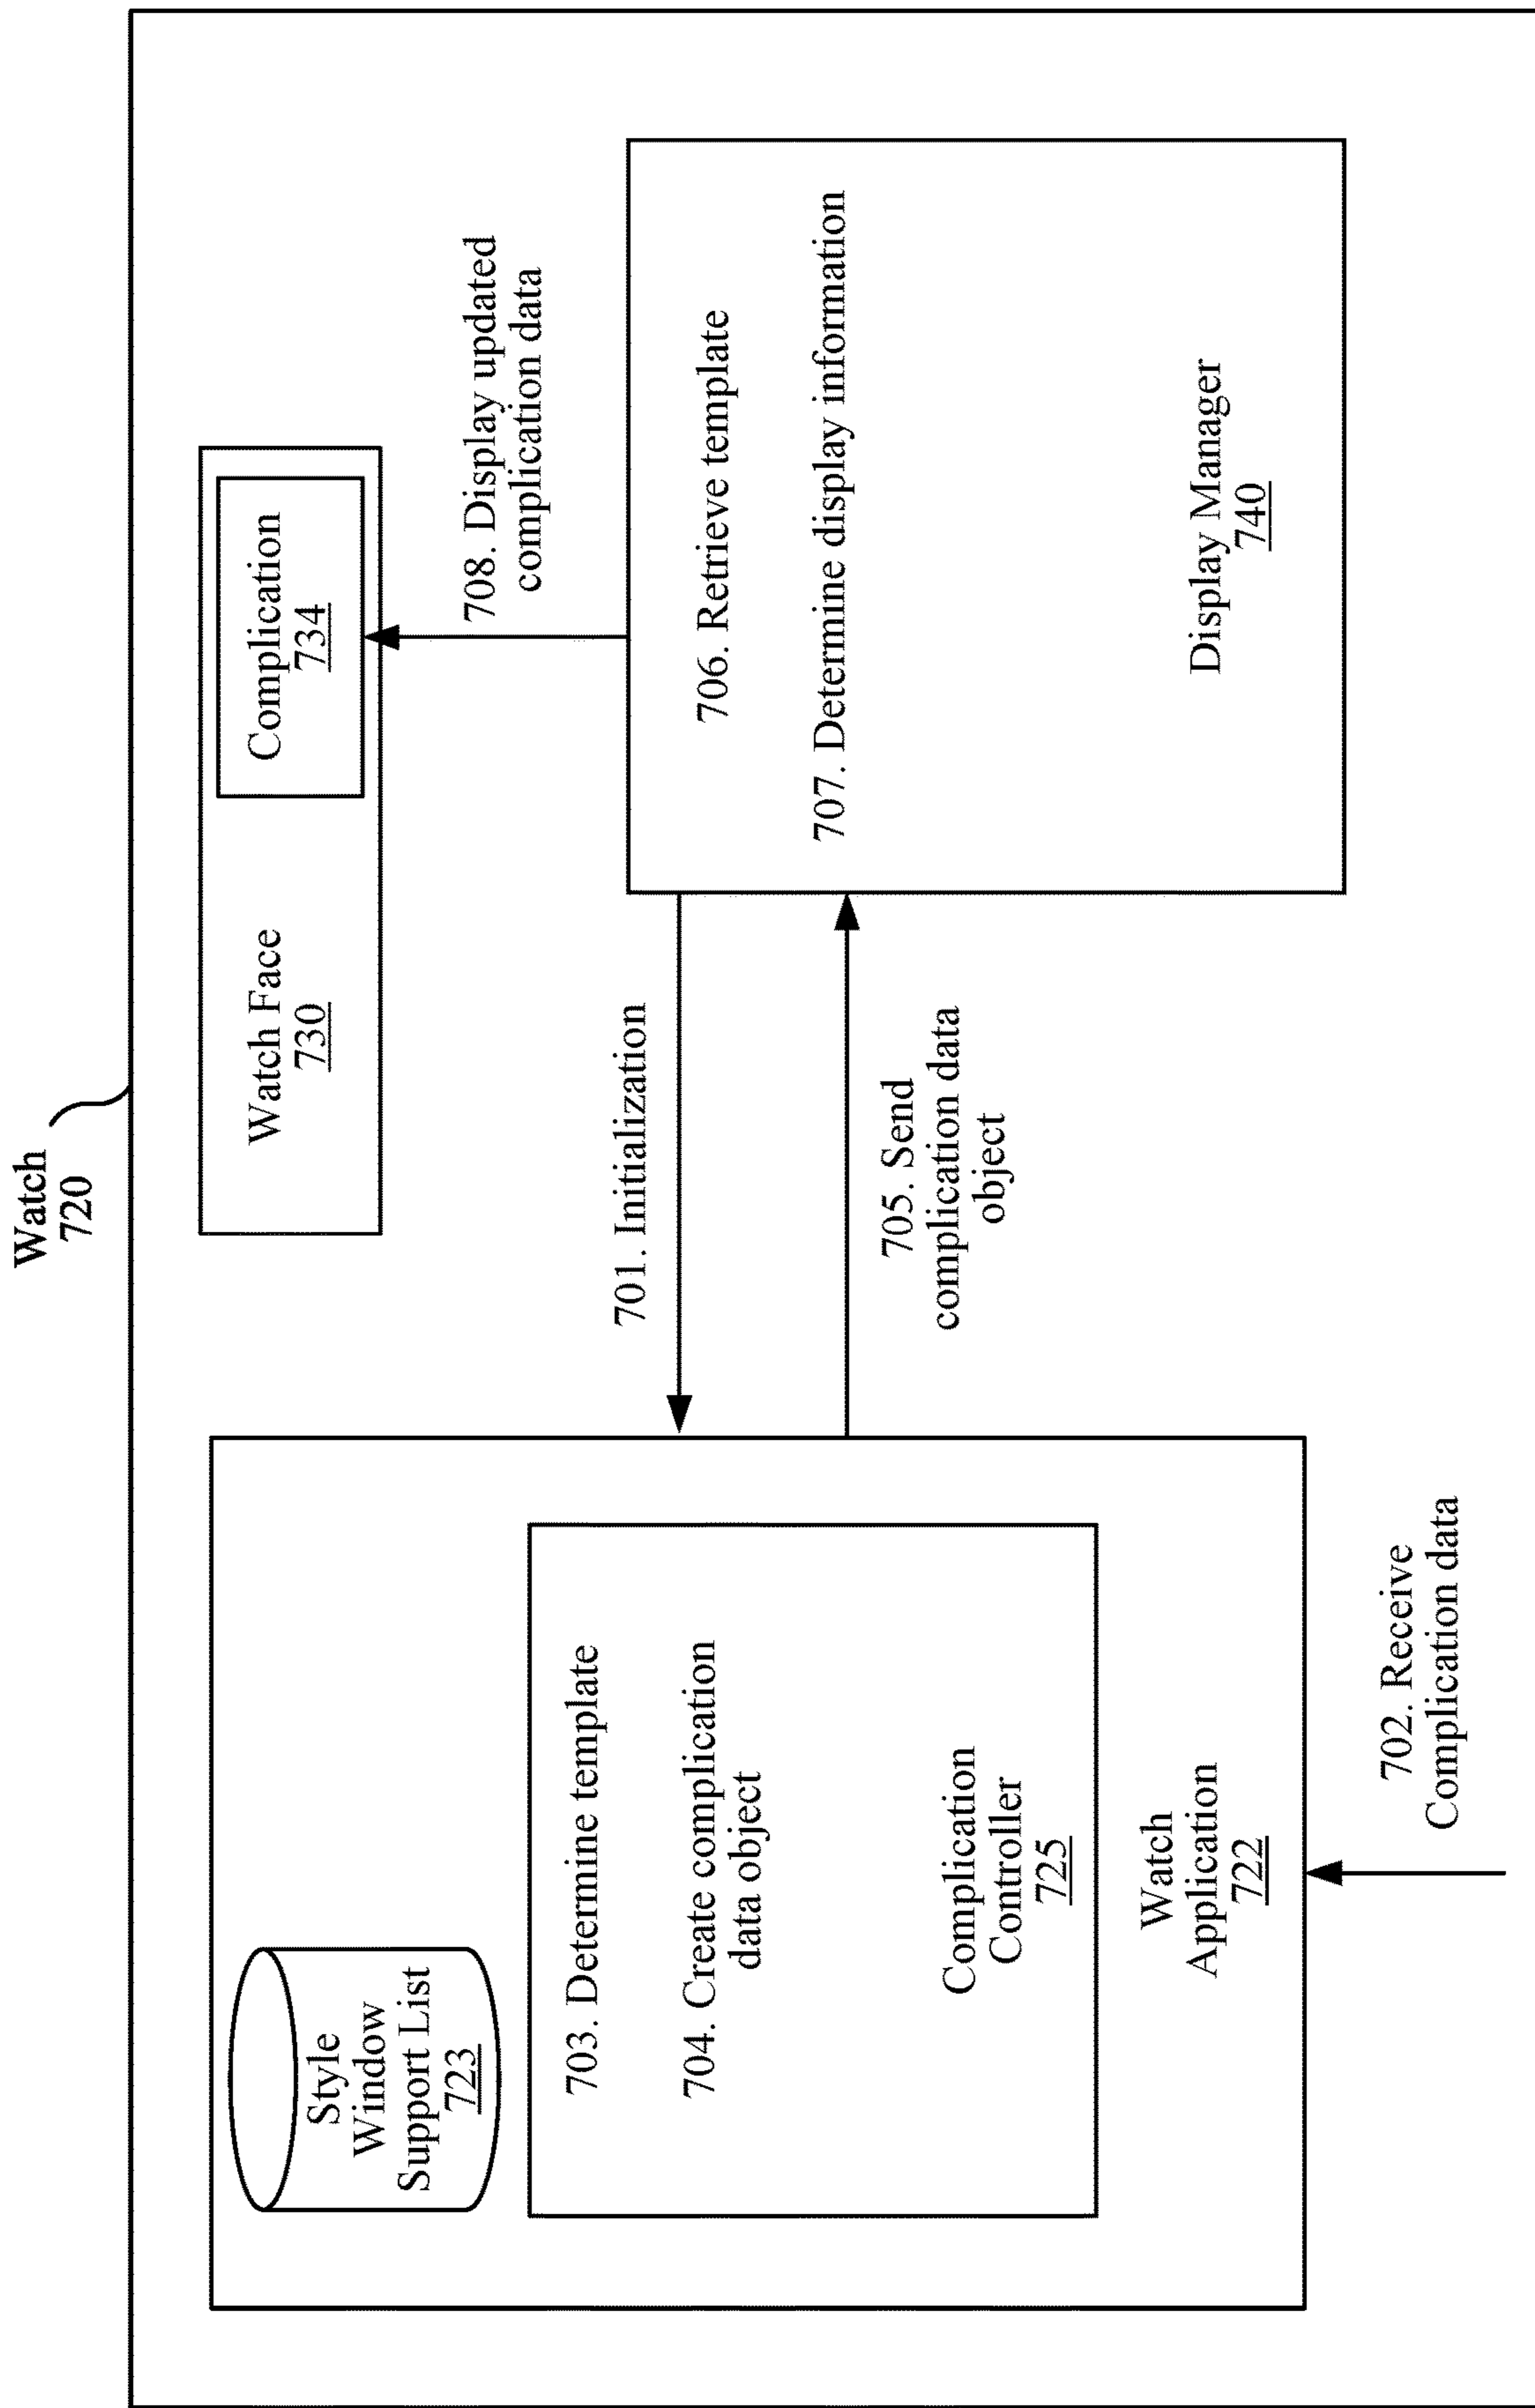 Watch
720
Style
Window
Support List
723
703. Determine template
704. Create complication
data object
Complication
Controller
725
Watch
Application
722
702. Receive
Complication data
701. Initialization
705. Send
complication data
object
Watch Face
730
Complication
734
708. Display updated
complication data
706. Retrieve template
707. Determine display information
Display Manager
740